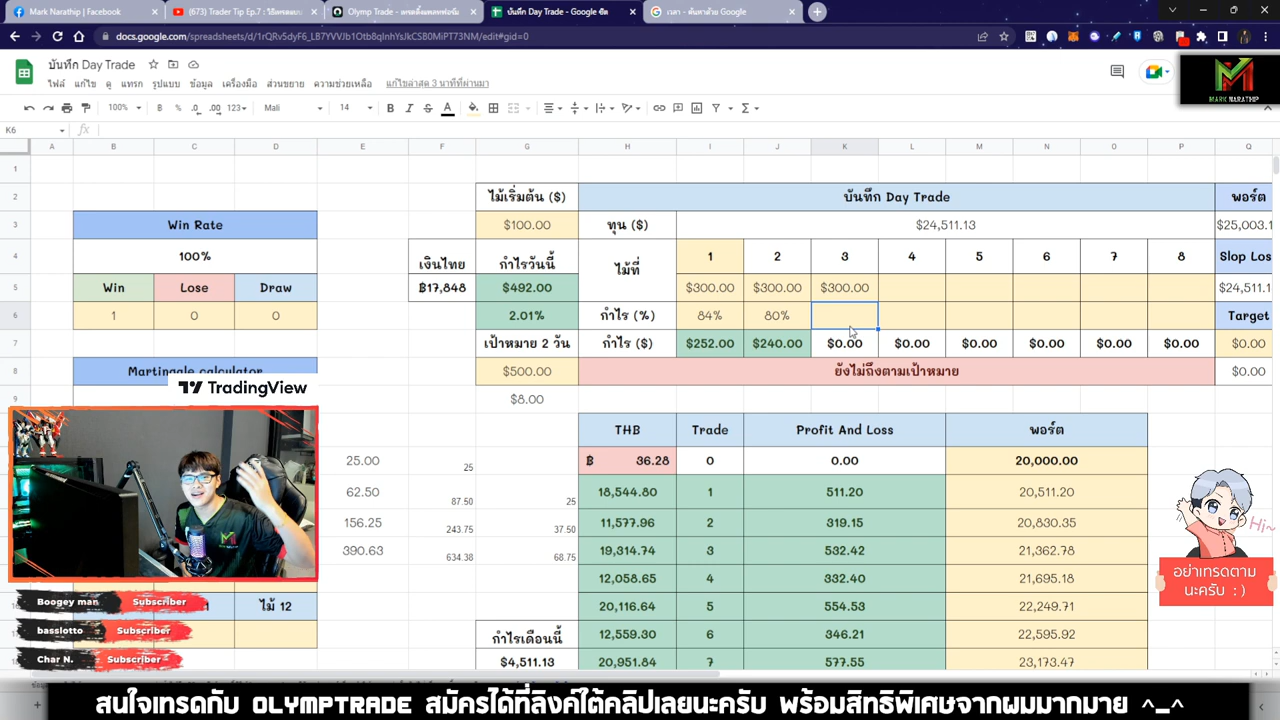 Mark Narathip | Facebook
(673) Trader Tip Ep.7 : วิธีเทรดแบบ
Olymp Trade - เทรดดิ้งแพลทฟอร์ม
บันทึก Day Trade - Google ชีต
เวลา - ค้นหาด้วย Google
docs.google.com/spreadsheets/d/1rQRv5dyF6_LB7YVVJb1Otb8qInhYsJkCSB0MiPT73NM/edit#gid=0
บันทึก Day Trade
ไฟล์ แก้ไข ดู แทรก รูปแบบ ข้อมูล เครื่องมือ ส่วนขยาย ความช่วยเหลือ แก้ไขล่าสุด 3 นาทีที่ผ่านมา
MARK NARATHIP
100% % .0 .00 123 Mali 14
K6 fx
A B C D E F G H I J K L M N O P Q
1
2 ไม้เริ่มต้น ($) บันทึก Day Trade พอร์ต
3 Win Rate $100.00 ทุน ($) $24,511.13 $25,003.1
4 100% เงินไทย กำไรวันนี้ ไม้ที่ 1 2 3 4 5 6 7 8 Slop Los
5 Win Lose Draw ฿17,848 $492.00 $300.00 $300.00 $300.00 $24,511.1
6 1 0 0 2.01% กำไร (%) 84% 80% Target
7 เป้าหมาย 2 วัน กำไร ($) $252.00 $240.00 $0.00 $0.00 $0.00 $0.00 $0.00 $0.00 $0.00
8 Martingale calculator $500.00 ยังไม่ถึงตามเป้าหมาย $0.00
TradingView
9 $8.00
THB Trade Profit And Loss พอร์ต
25.00 25 ฿ 36.28 0 0.00 20,000.00
62.50 87.50 25 18,544.80 1 511.20 20,511.20
156.25 243.75 37.50 11,577.96 2 319.15 20,830.35
390.63 634.38 68.75 19,314.74 3 532.42 21,362.78
12,058.65 4 332.40 21,695.18
20,116.64 5 554.53 22,249.71
กำไรเดือนนี้ 12,559.30 6 346.21 22,595.92
$4,511.13 20,951.84 7 577.55 23,173.47
Hi~
อย่าเทรดตาม
นะครับ : )
Boogey man Subscriber 1 ไม้ 12
basslotto Subscriber
Char N. Subscriber
สนใจเทรดกับ OLYMPTRADE สมัครได้ที่ลิงค์ใต้คลิปเลยนะครับ พร้อมสิทธิพิเศษจากผมมากมาย ^_^